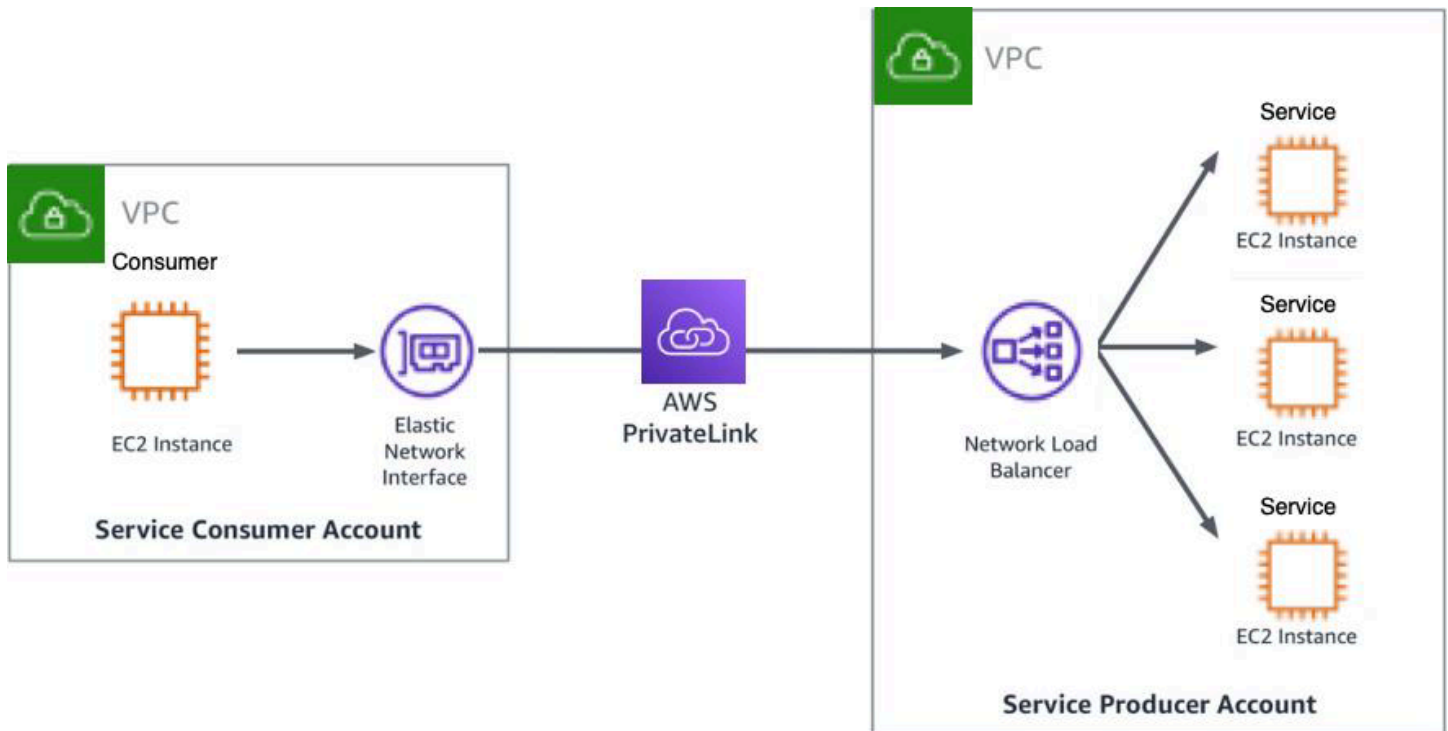 VPC
Consumer
EC2 Instance
Elastic
Network
Interface
Service Consumer Account
AWS
PrivateLink
VPC
Network Load
Balancer
Service
EC2 Instance
Service
EC2 Instance
Service
EC2 Instance
Service Producer Account